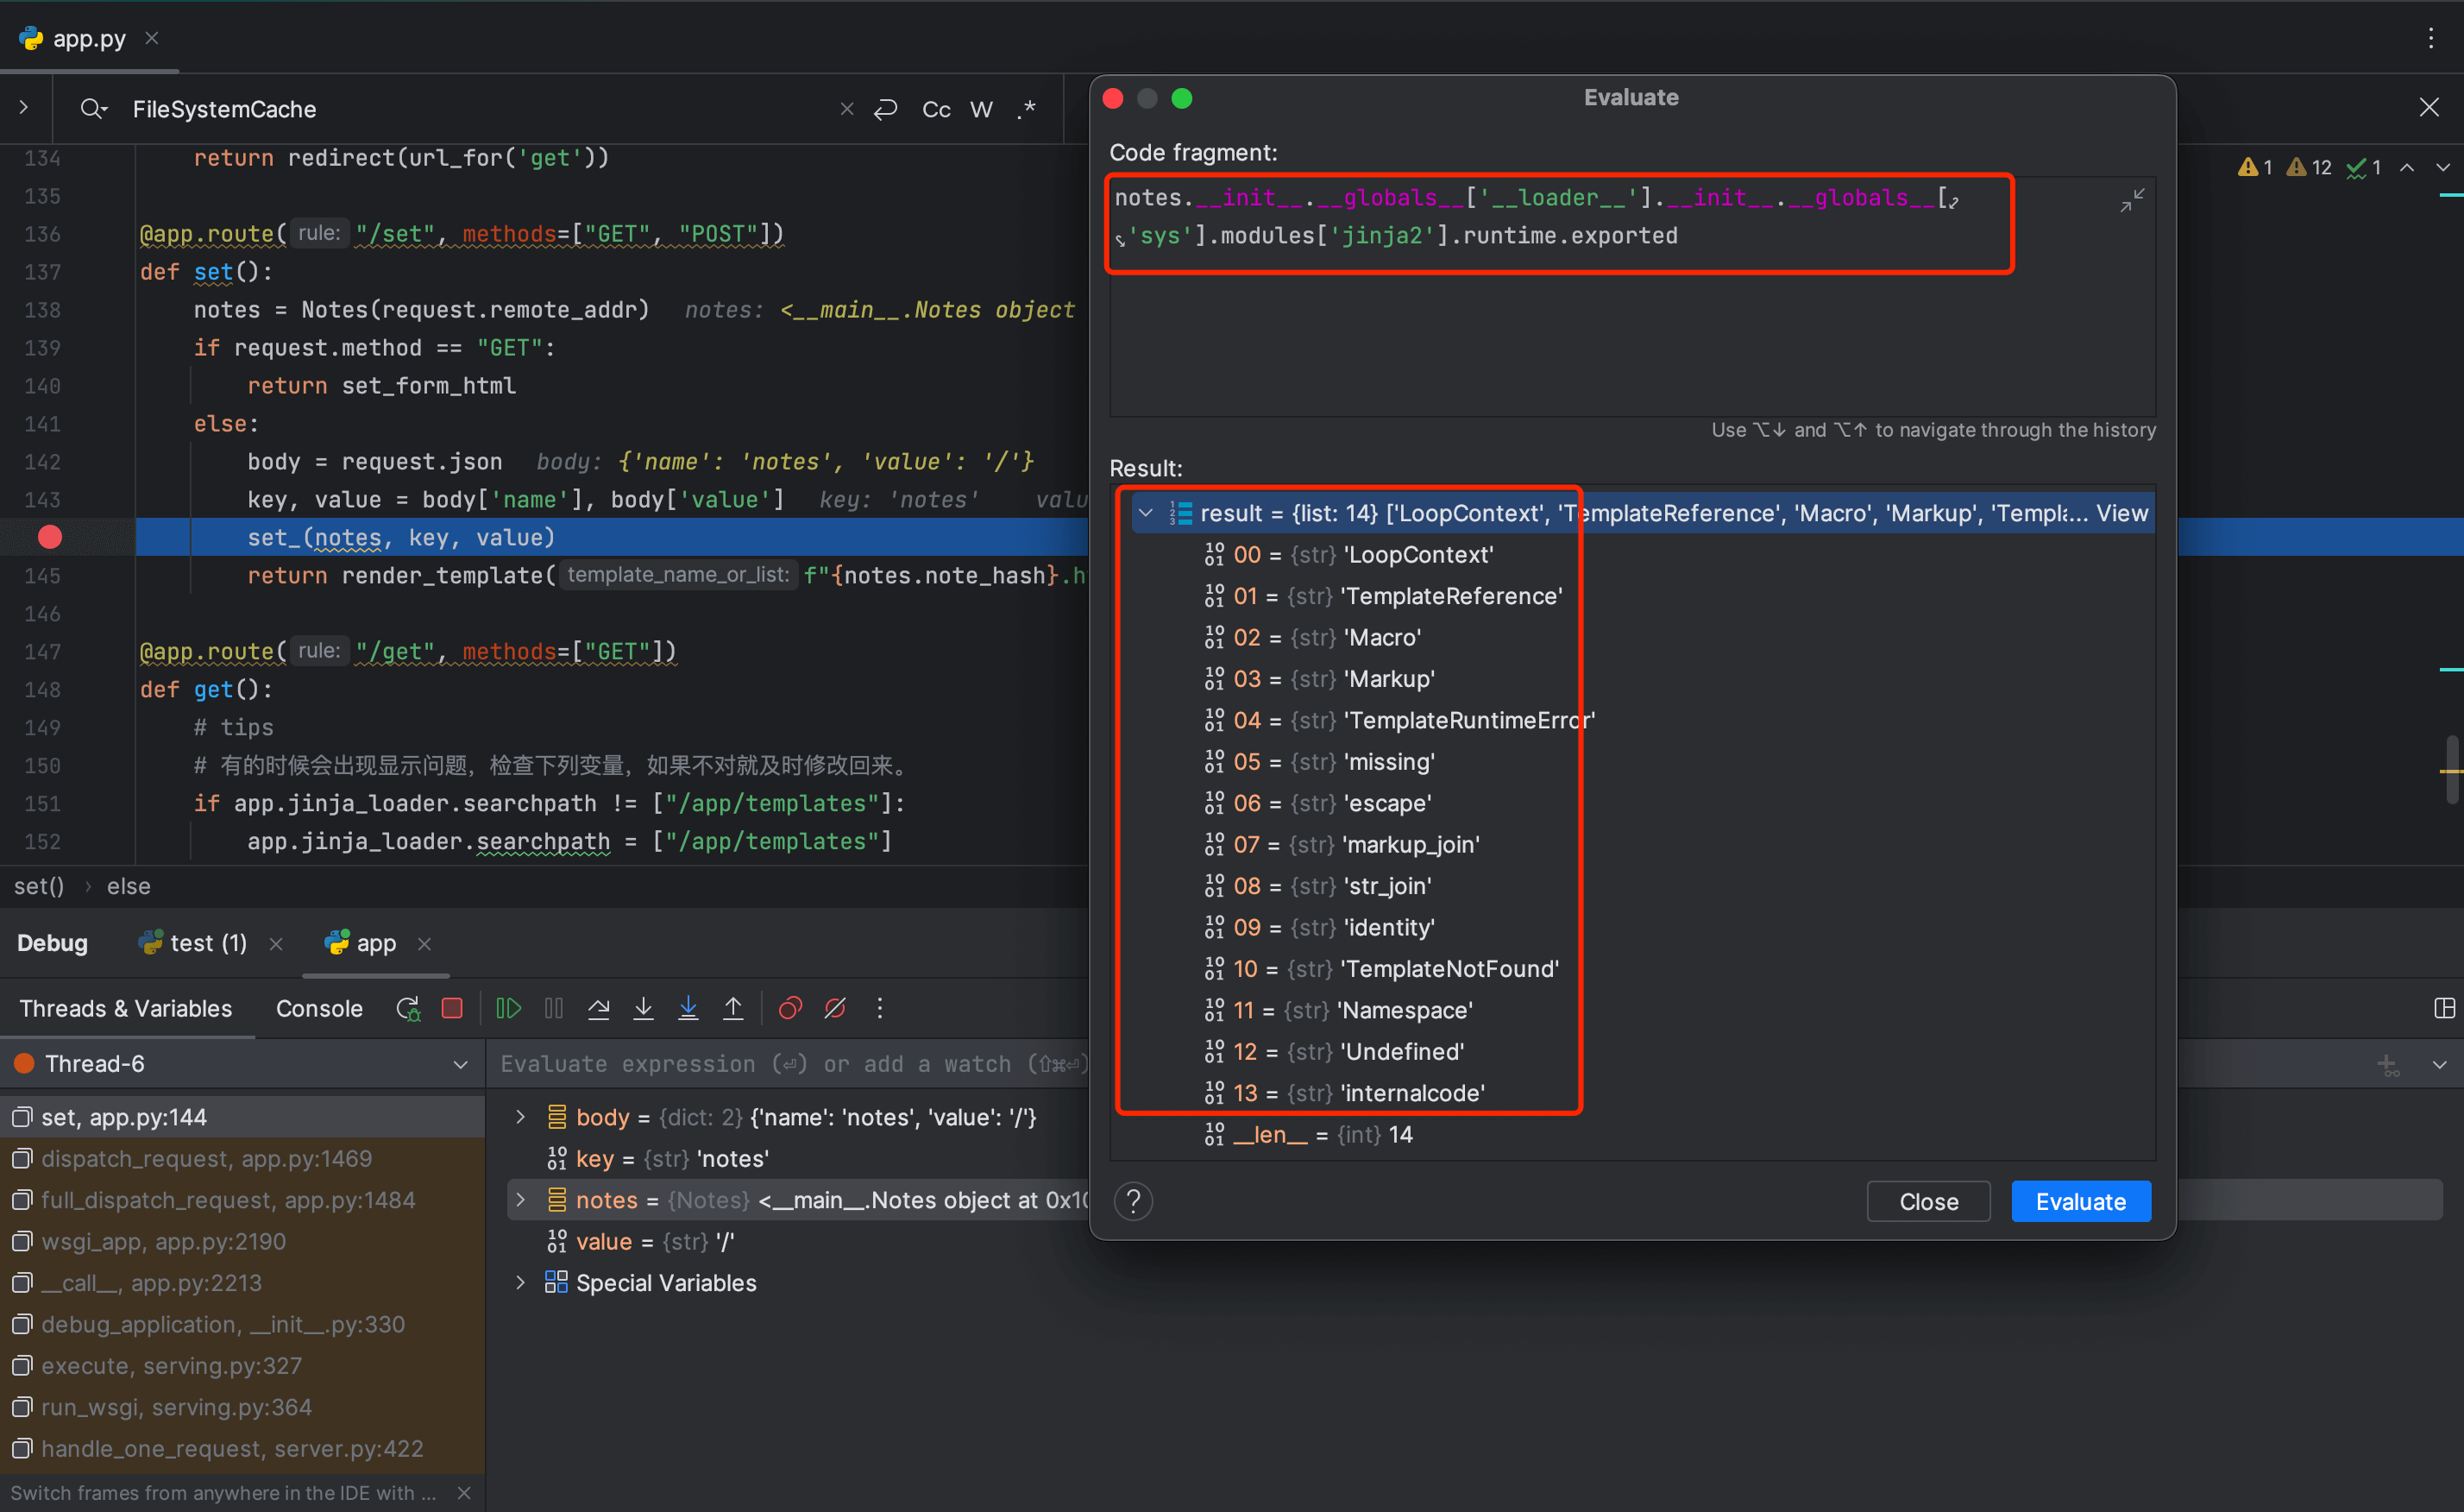 app.py
FileSystemCache
Cc W .*
134 return redirect(url_for('get'))
135
136 @app.route( rule: "/set", methods=["GET", "POST"])
137 def set():
138 notes = Notes(request.remote_addr) notes: <__main__.Notes object
139 if request.method == "GET":
140 return set_form_html
141 else:
142 body = request.json body: {'name': 'notes', 'value': '/'}
143 key, value = body['name'], body['value'] key: 'notes' valu
set_(notes, key, value)
145 return render_template( template_name_or_list: f"{notes.note_hash}.h
146
147 @app.route( rule: "/get", methods=["GET"])
148 def get():
149 # tips
150 # 有的时候会出现显示问题，检查下列变量，如果不对就及时修改回来。
151 if app.jinja_loader.searchpath != ["/app/templates"]:
152 app.jinja_loader.searchpath = ["/app/templates"]
set() › else
1 12 1
Evaluate
Code fragment:
notes.__init__.__globals__['__loader__'].__init__.__globals__[
'sys'].modules['jinja2'].runtime.exported
Use ⌥↓ and ⌥↑ to navigate through the history
Result:
result = {list: 14} ['LoopContext', 'TemplateReference', 'Macro', 'Markup', 'Templa... View
00 = {str} 'LoopContext'
01 = {str} 'TemplateReference'
02 = {str} 'Macro'
03 = {str} 'Markup'
04 = {str} 'TemplateRuntimeError'
05 = {str} 'missing'
06 = {str} 'escape'
07 = {str} 'markup_join'
08 = {str} 'str_join'
09 = {str} 'identity'
10 = {str} 'TemplateNotFound'
11 = {str} 'Namespace'
12 = {str} 'Undefined'
13 = {str} 'internalcode'
__len__ = {int} 14
? Close Evaluate
Debug test (1) app
Threads & Variables Console
Thread-6
Evaluate expression (⏎) or add a watch (⇧⌘⏎)
set, app.py:144
dispatch_request, app.py:1469
full_dispatch_request, app.py:1484
wsgi_app, app.py:2190
__call__, app.py:2213
debug_application, __init__.py:330
execute, serving.py:327
run_wsgi, serving.py:364
handle_one_request, server.py:422
Switch frames from anywhere in the IDE with ...
body = {dict: 2} {'name': 'notes', 'value': '/'}
key = {str} 'notes'
notes = {Notes} <__main__.Notes object at 0x10
value = {str} '/'
Special Variables